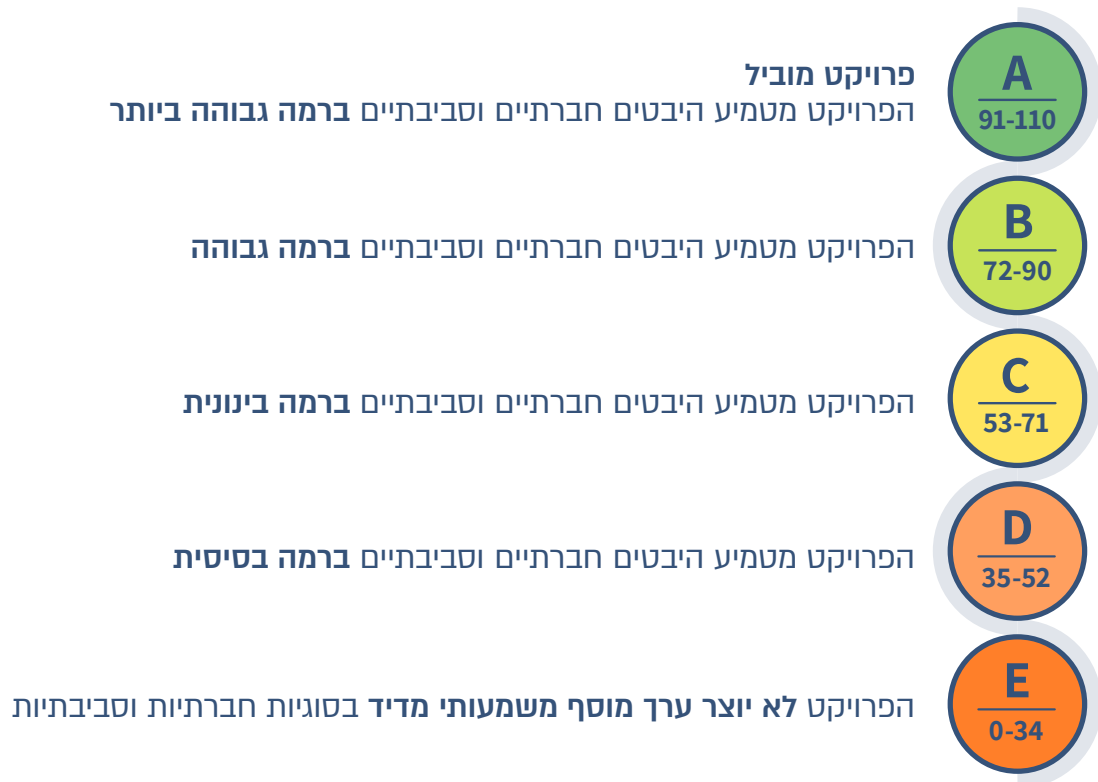 A
91-110
פרויקט מוביל
הפרויקט מטמיע היבטים חברתיים וסביבתיים ברמה גבוהה ביותר
B
72-90
הפרויקט מטמיע היבטים חברתיים וסביבתיים ברמה גבוהה
C
53-71
הפרויקט מטמיע היבטים חברתיים וסביבתיים ברמה בינונית
D
35-52
הפרויקט מטמיע היבטים חברתיים וסביבתיים ברמה בסיסית
E
0-34
הפרויקט לא יוצר ערך מוסף משמעותי מדיד בסוגיות חברתיות וסביבתיות